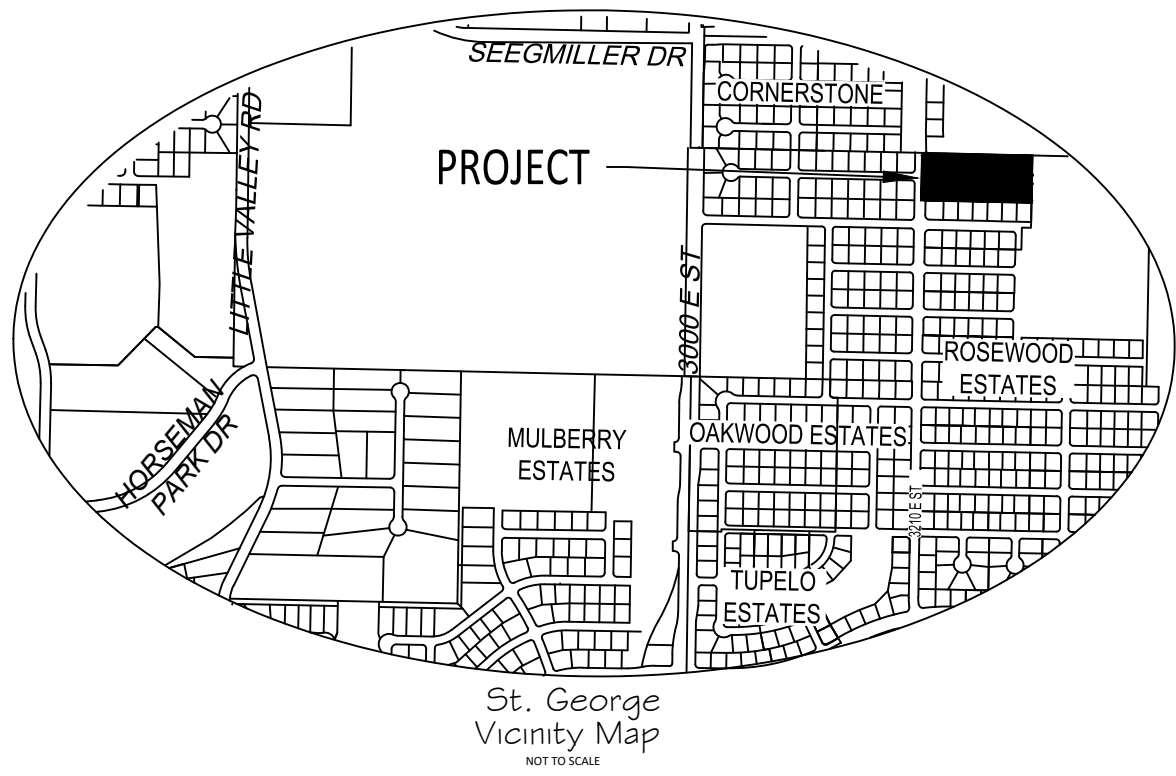 SEEGMILLER DR
CORNERSTONE
LITTLE VALLEY RD
PROJECT
3000 E ST
ROSEWOOD
ESTATES
HORSEMAN
PARK DR
MULBERRY
ESTATES
OAKWOOD ESTATES
3210 E ST
TUPELO
ESTATES
St. George
Vicinity Map
NOT TO SCALE